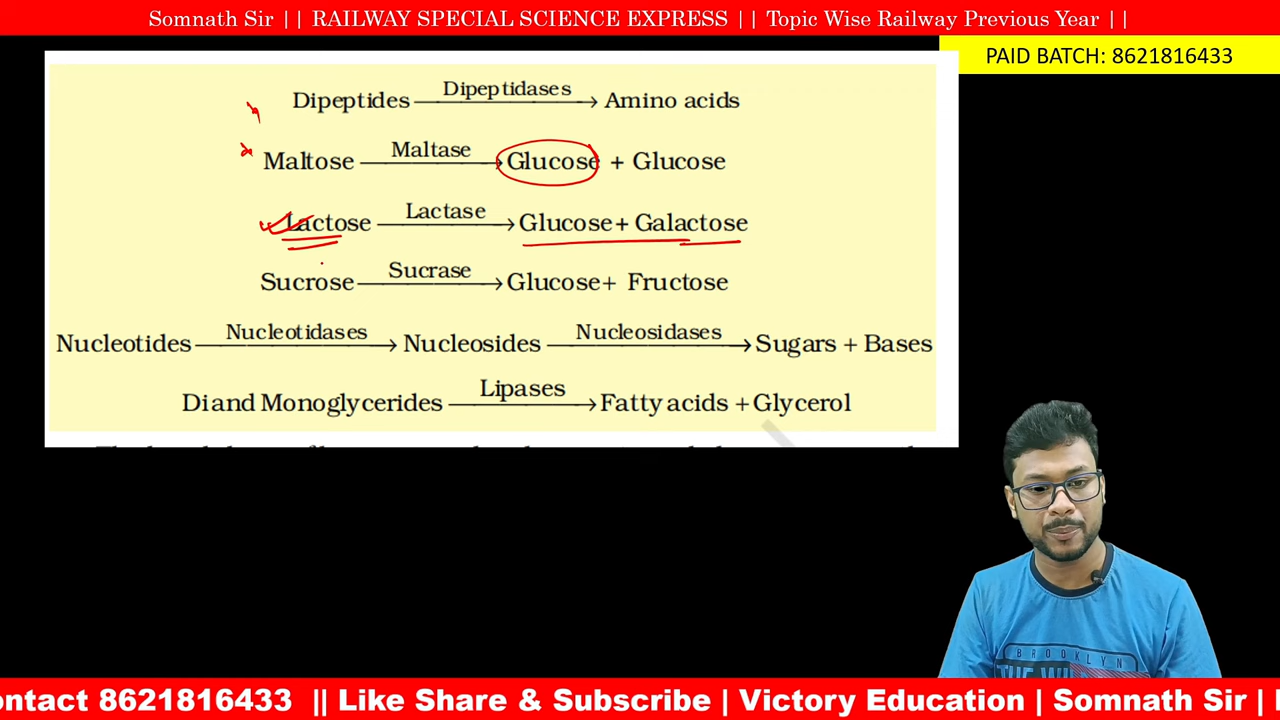 Somnath Sir || RAILWAY SPECIAL SCIENCE EXPRESS || Topic Wise Railway Previous Year ||
PAID BATCH: 8621816433
Dipeptides Dipeptidases Amino acids
Maltose Maltase Glucose + Glucose
Lactose Lactase Glucose+ Galactose
Sucrose Sucrase Glucose+ Fructose
Nucleotides Nucleotidases Nucleosides Nucleosidases Sugars + Bases
Diand Monoglycerides Lipases Fatty acids +Glycerol
BROOKLYN
ontact 8621816433 || Like Share & Subscribe | Victory Education | Somnath Sir |